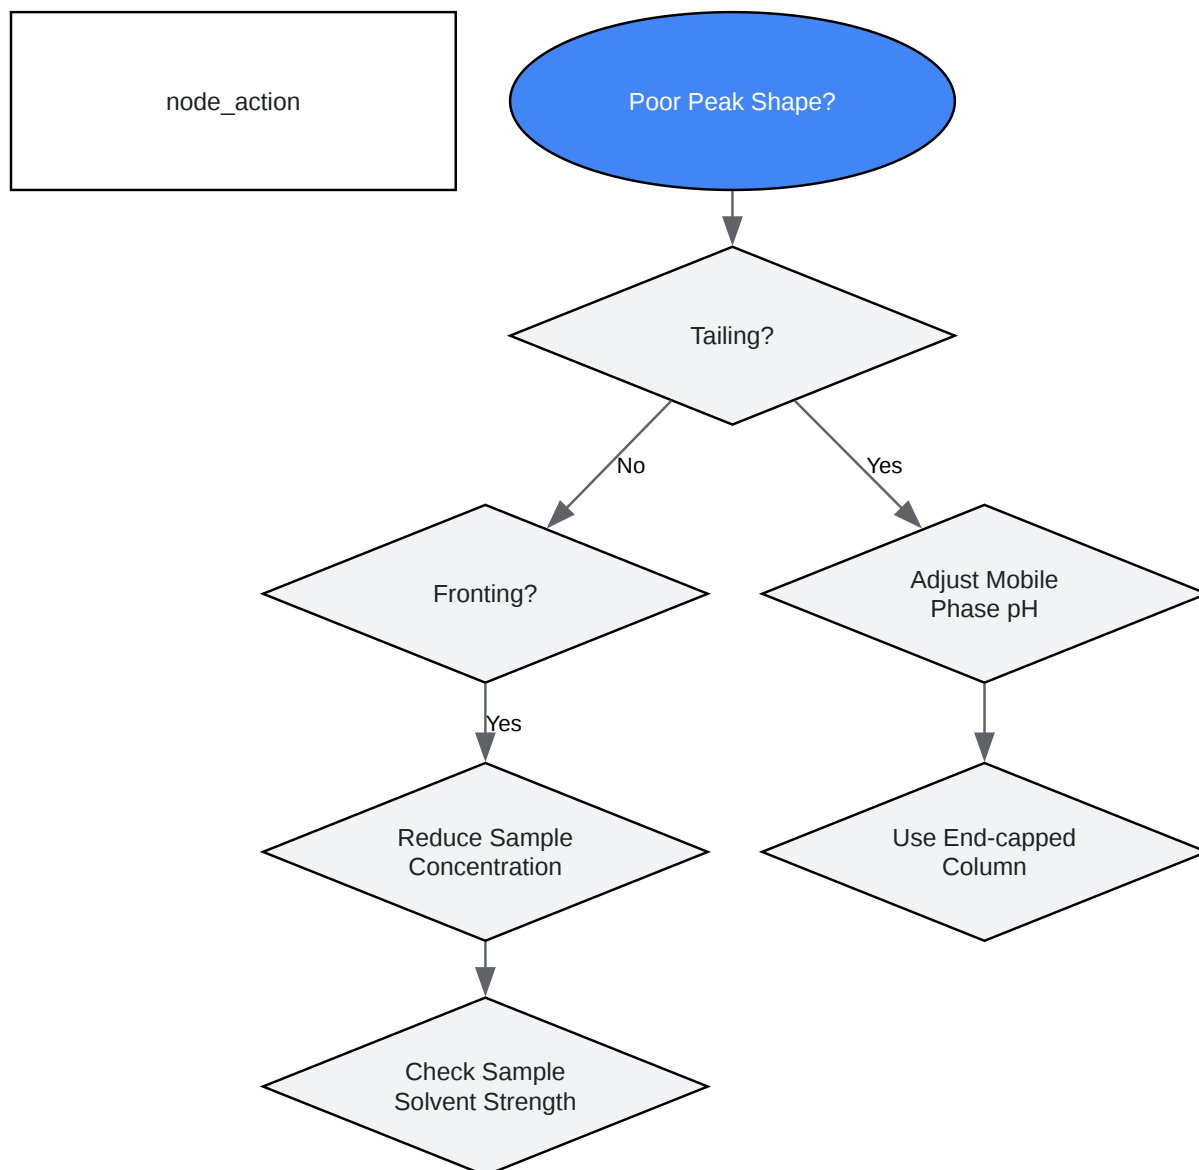 node_action
Poor Peak Shape?
Tailing?
No
Yes
Fronting?
Adjust Mobile
Phase pH
Yes
Reduce Sample
Concentration
Use End-capped
Column
Check Sample
Solvent Strength